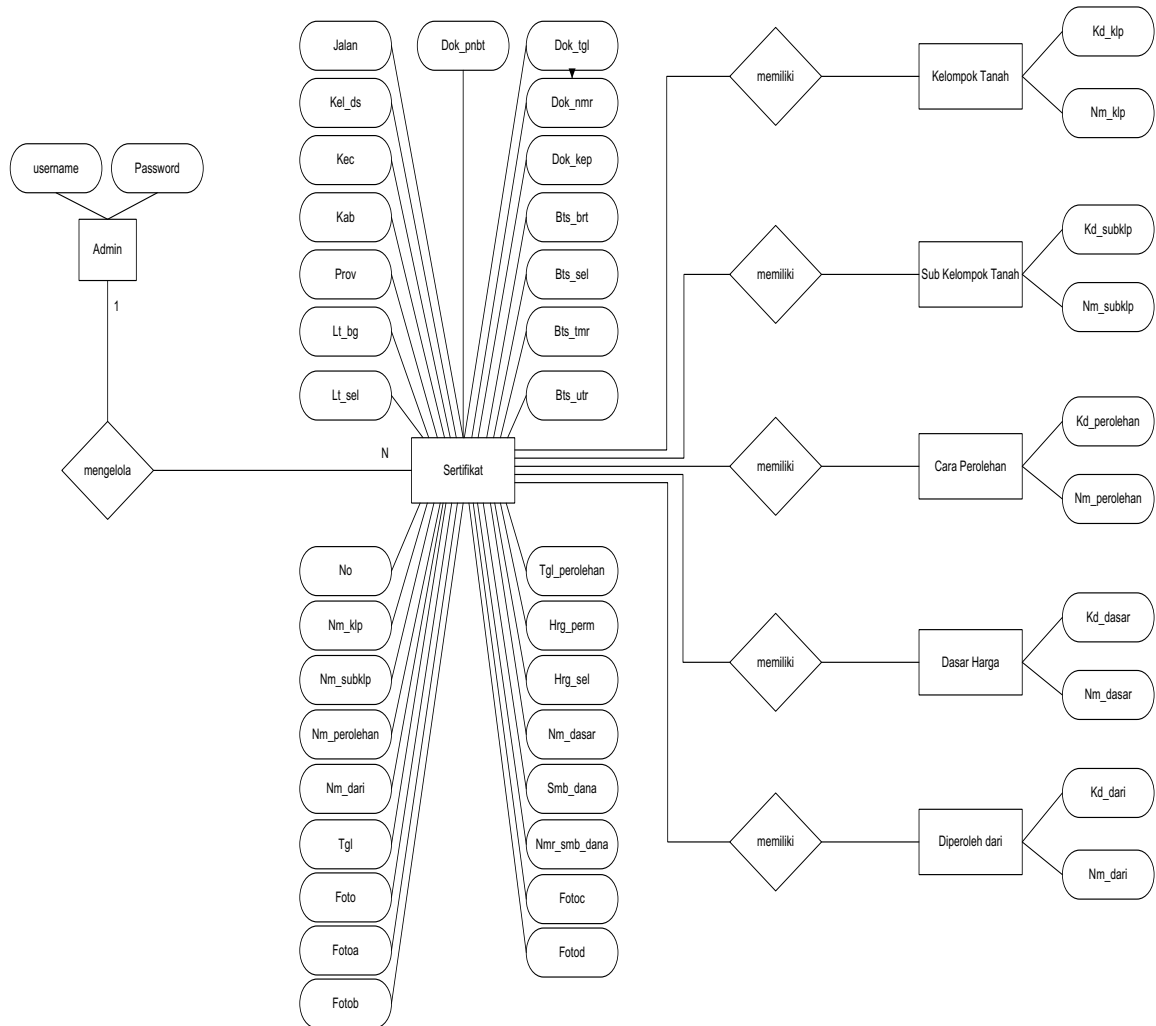 Jalan
Dok_pnbt
Dok_tgl
Kel_ds
Dok_nmr
Kec
Dok_kep
Kab
Bts_brt
Prov
Bts_sel
Lt_bg
Bts_tmr
Lt_sel
Bts_utr
username
Password
Admin
1
mengelola
N
Sertifikat
No
Tgl_perolehan
Nm_klp
Hrg_perm
Nm_subklp
Hrg_sel
Nm_perolehan
Nm_dasar
Nm_dari
Smb_dana
Tgl
Nmr_smb_dana
Foto
Fotoc
Fotoa
Fotod
Fotob
memiliki
Kelompok Tanah
Kd_klp
Nm_klp
memiliki
Sub Kelompok Tanah
Kd_subklp
Nm_subklp
memiliki
Cara Perolehan
Kd_perolehan
Nm_perolehan
memiliki
Dasar Harga
Kd_dasar
Nm_dasar
memiliki
Diperoleh dari
Kd_dari
Nm_dari